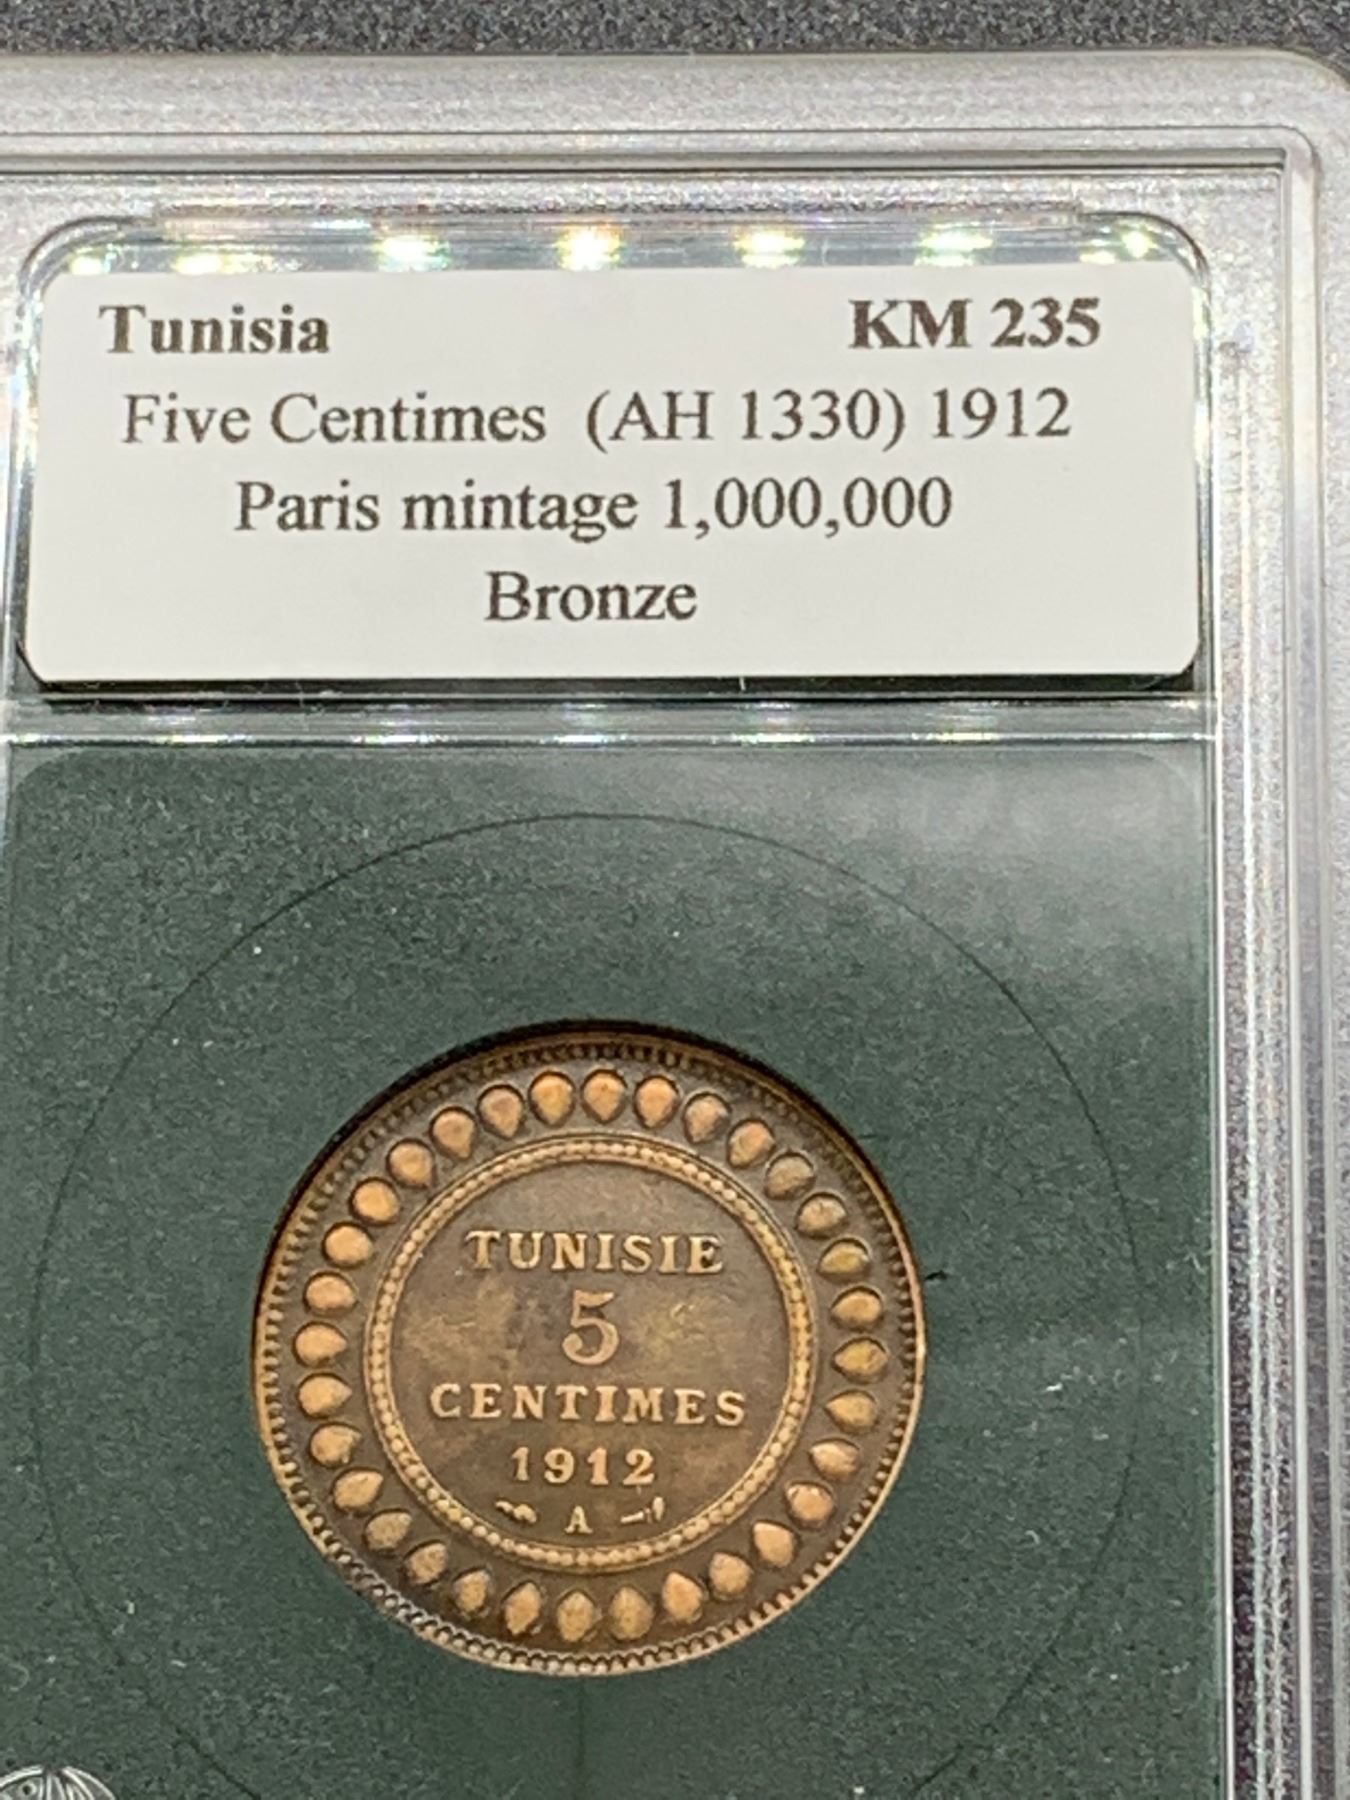 Tunisia KM 235
Five Centimes (AH 1330) 1912
Paris mintage 1,000,000
Bronze
TUNISIE
5
CENTIMES
1912
A